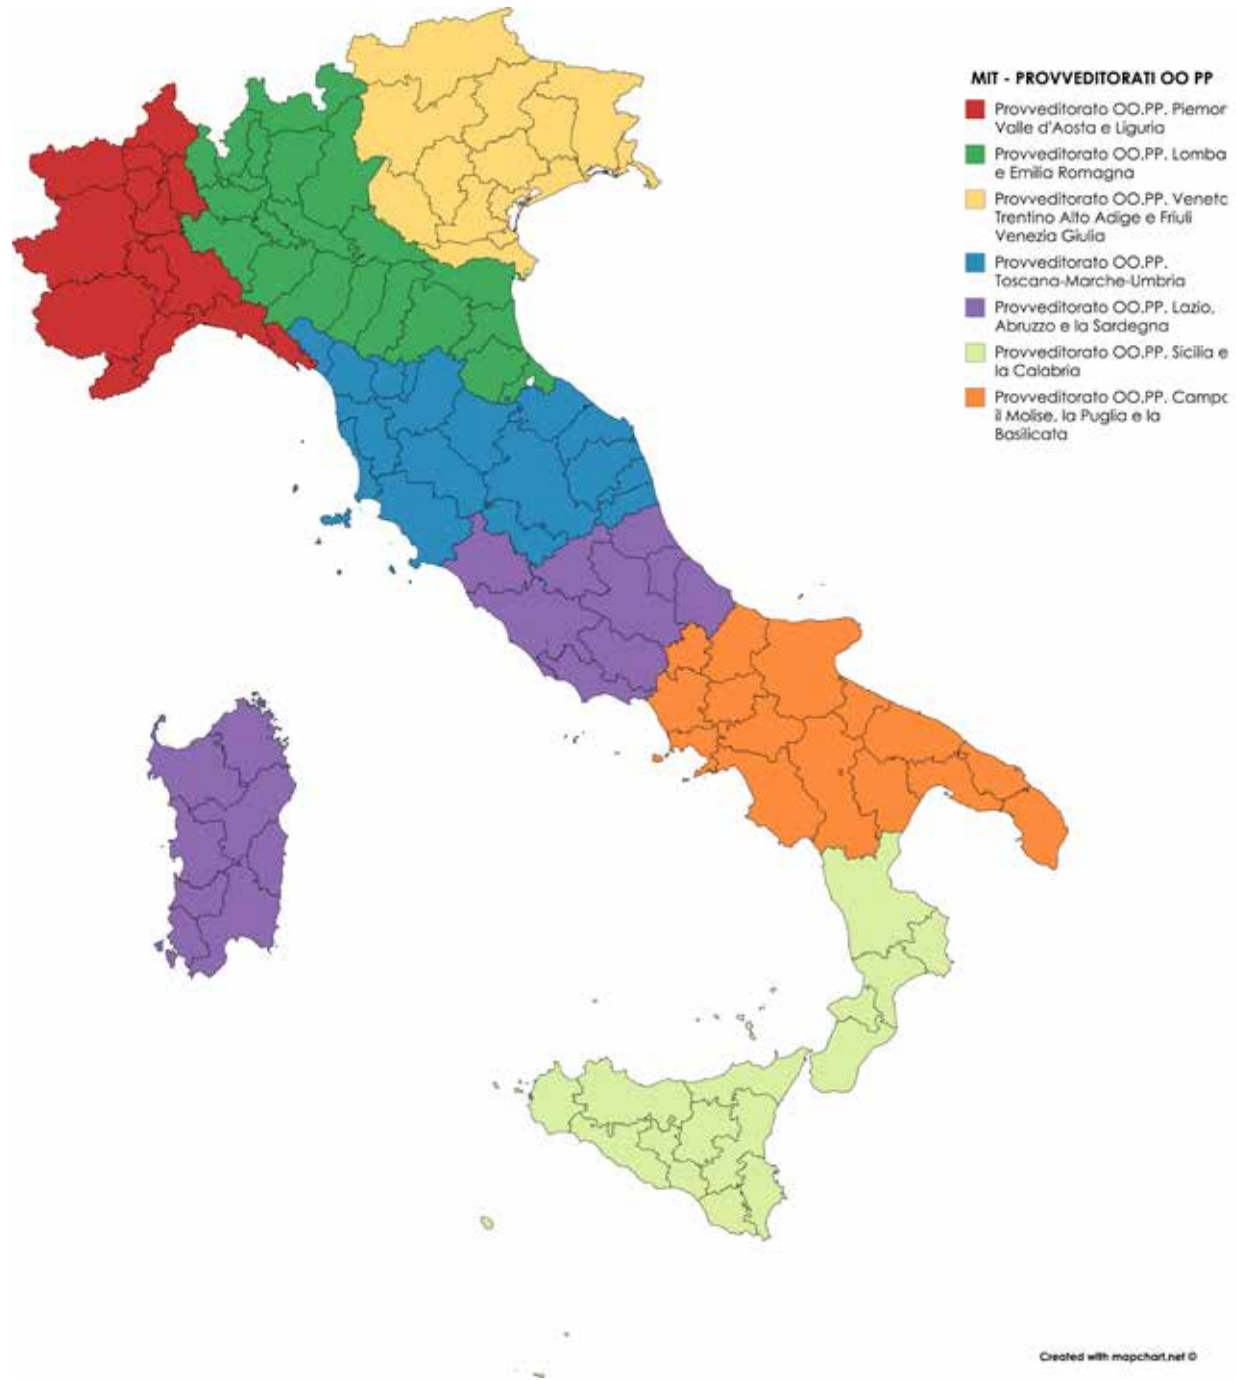 MIT - PROVVEDITORATI OO PP
Provveditorato OO.PP. Piemor
Valle d'Aosta e Liguria
Provveditorato OO.PP. Lomba
e Emilia Romagna
Provveditorato OO.PP. Venetc
Trentino Alto Adige e Friuli
Venezia Giulia
Provveditorato OO.PP.
Toscana-Marche-Umbria
Provveditorato OO.PP. Lazio,
Abruzzo e la Sardegna
Provveditorato OO.PP. Sicilia e
la Calabria
Provveditorato OO.PP. Campc
il Molise, la Puglia e la
Basilicata
Created with mapchart.net ©